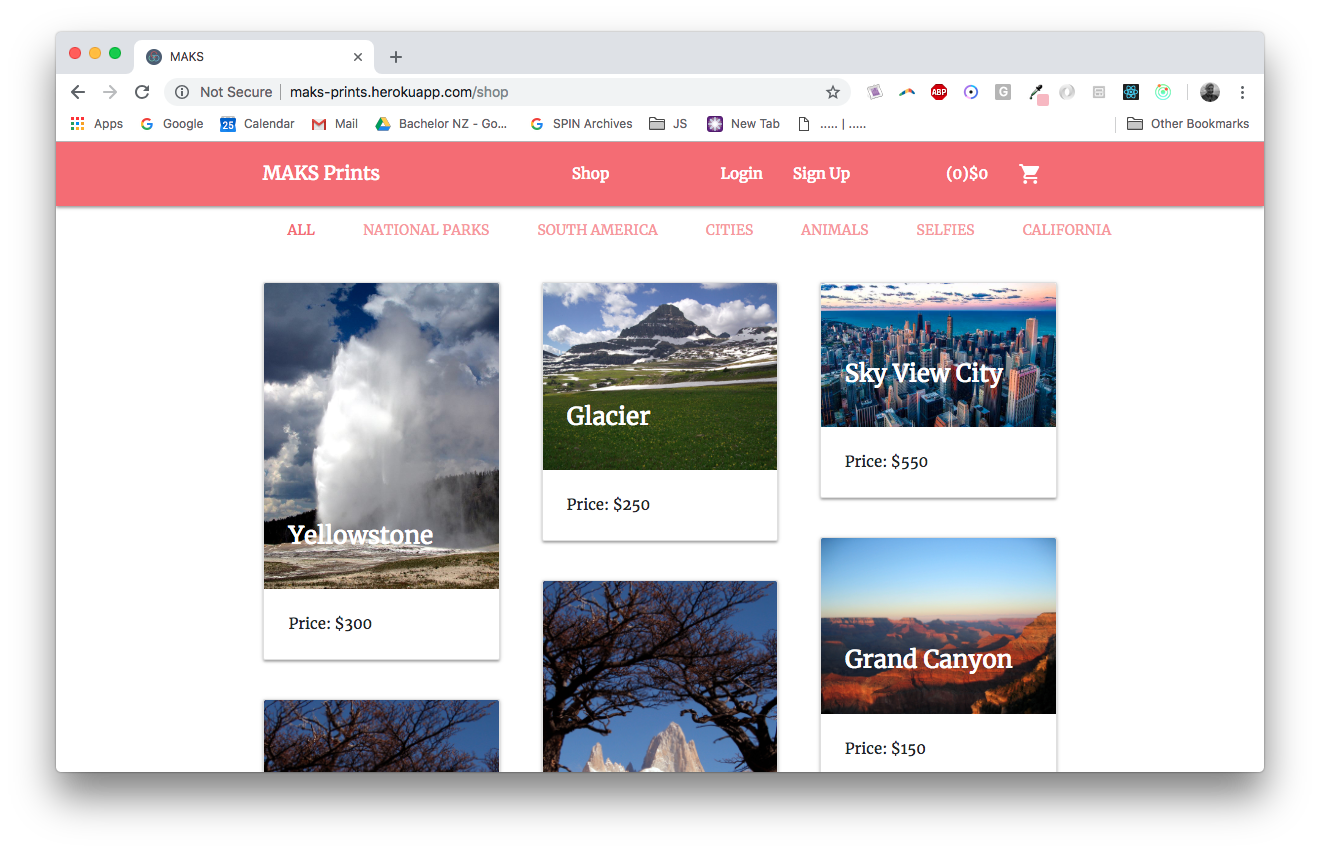 MAKS
Not Secure | maks-prints.herokuapp.com/shop
ABP
G
Apps Google 25 Calendar Mail Bachelor NZ - Go... SPIN Archives JS New Tab ..... | ..... Other Bookmarks
MAKS Prints Shop Login Sign Up (0)$0
ALL NATIONAL PARKS SOUTH AMERICA CITIES ANIMALS SELFIES CALIFORNIA
Yellowstone
Price: $300
Glacier
Price: $250
Sky View City
Price: $550
Grand Canyon
Price: $150